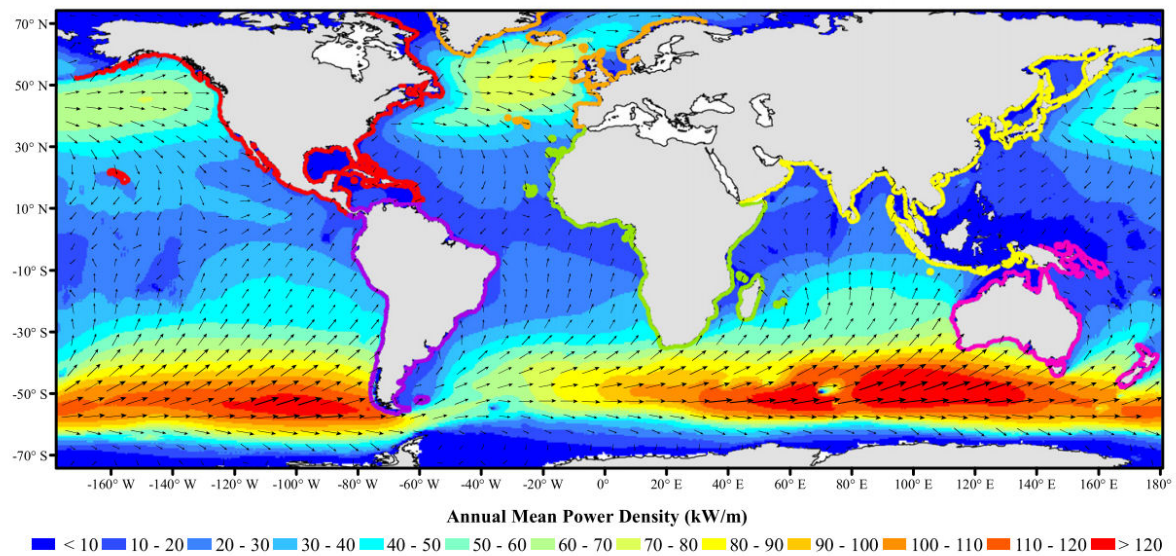 70° N
50° N
30° N
10° N
-10° S
-30° S
-50° S
-70° S
-160° W -140° W -120° W -100° W -80° W -60° W -40° W -20° W 0° 20° E 40° E 60° E 80° E 100° E 120° E 140° E 160° E 180° E
Annual Mean Power Density (kW/m)
< 10 10 - 20 20 - 30 30 - 40 40 - 50 50 - 60 60 - 70 70 - 80 80 - 90 90 - 100 100 - 110 110 - 120 > 120